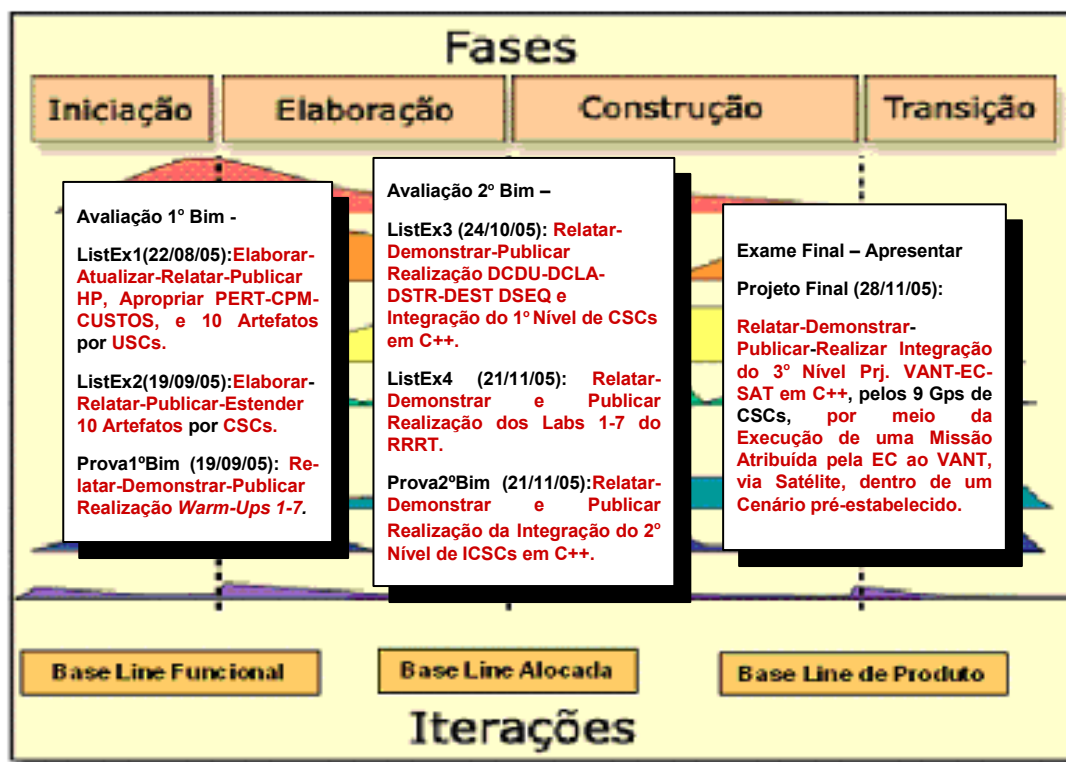 Fases
Iniciação
Elaboração
Construção
Transição
Avaliação 1º Bim -
ListEx1(22/08/05):Elaborar-
Atualizar-Relatar-Publicar
HP, Apropriar PERT-CPM-
CUSTOS, e 10 Artefatos
por USCs.
ListEx2(19/09/05):Elaborar-
Relatar-Publicar-Estender
10 Artefatos por CSCs.
Prova1ºBim (19/09/05): Re-
latar-Demonstrar-Publicar
Realização Warm-Ups 1-7.
Avaliação 2º Bim –
ListEx3 (24/10/05): Relatar-
Demonstrar-Publicar
Realização DCDU-DCLA-
DSTR-DEST DSEQ e
Integração do 1º Nível de CSCs
em C++.
ListEx4 (21/11/05): Relatar-
Demonstrar e Publicar
Realização dos Labs 1-7 do
RRRT.
Prova2ºBim (21/11/05):Relatar-
Demonstrar e Publicar
Realização da Integração do 2º
Nível de ICSCs em C++.
Exame Final – Apresentar
Projeto Final (28/11/05):
Relatar-Demonstrar-
Publicar-Realizar Integração
do 3º Nível Prj. VANT-EC-
SAT em C++, pelos 9 Gps de
CSCs, por meio da
Execução de uma Missão
Atribuída pela EC ao VANT,
via Satélite, dentro de um
Cenário pré-estabelecido.
Base Line Funcional
Base Line Alocada
Base Line de Produto
Iterações